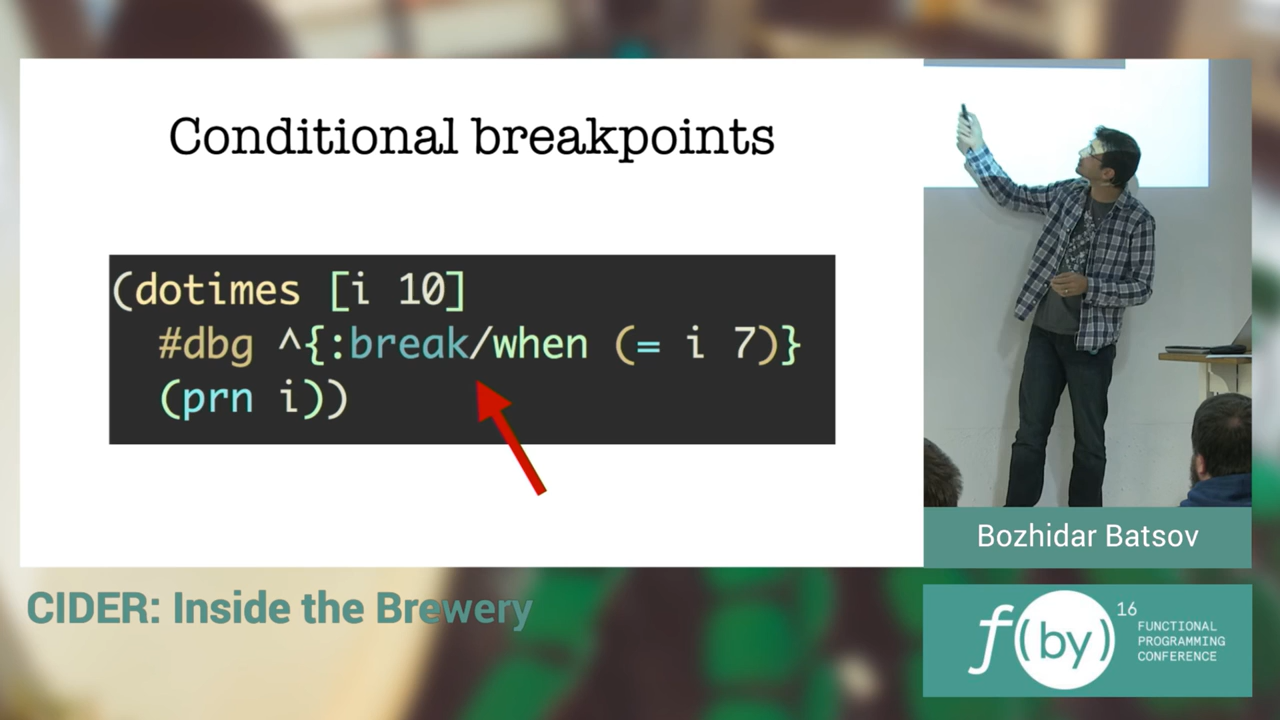 Conditional breakpoints
(dotimes [i 10]
#dbg ^{:break/when (= i 7)}
(prn i))
Bozhidar Batsov
CIDER: Inside the Brewery
f(by) 16
FUNCTIONAL
PROGRAMMING
CONFERENCE